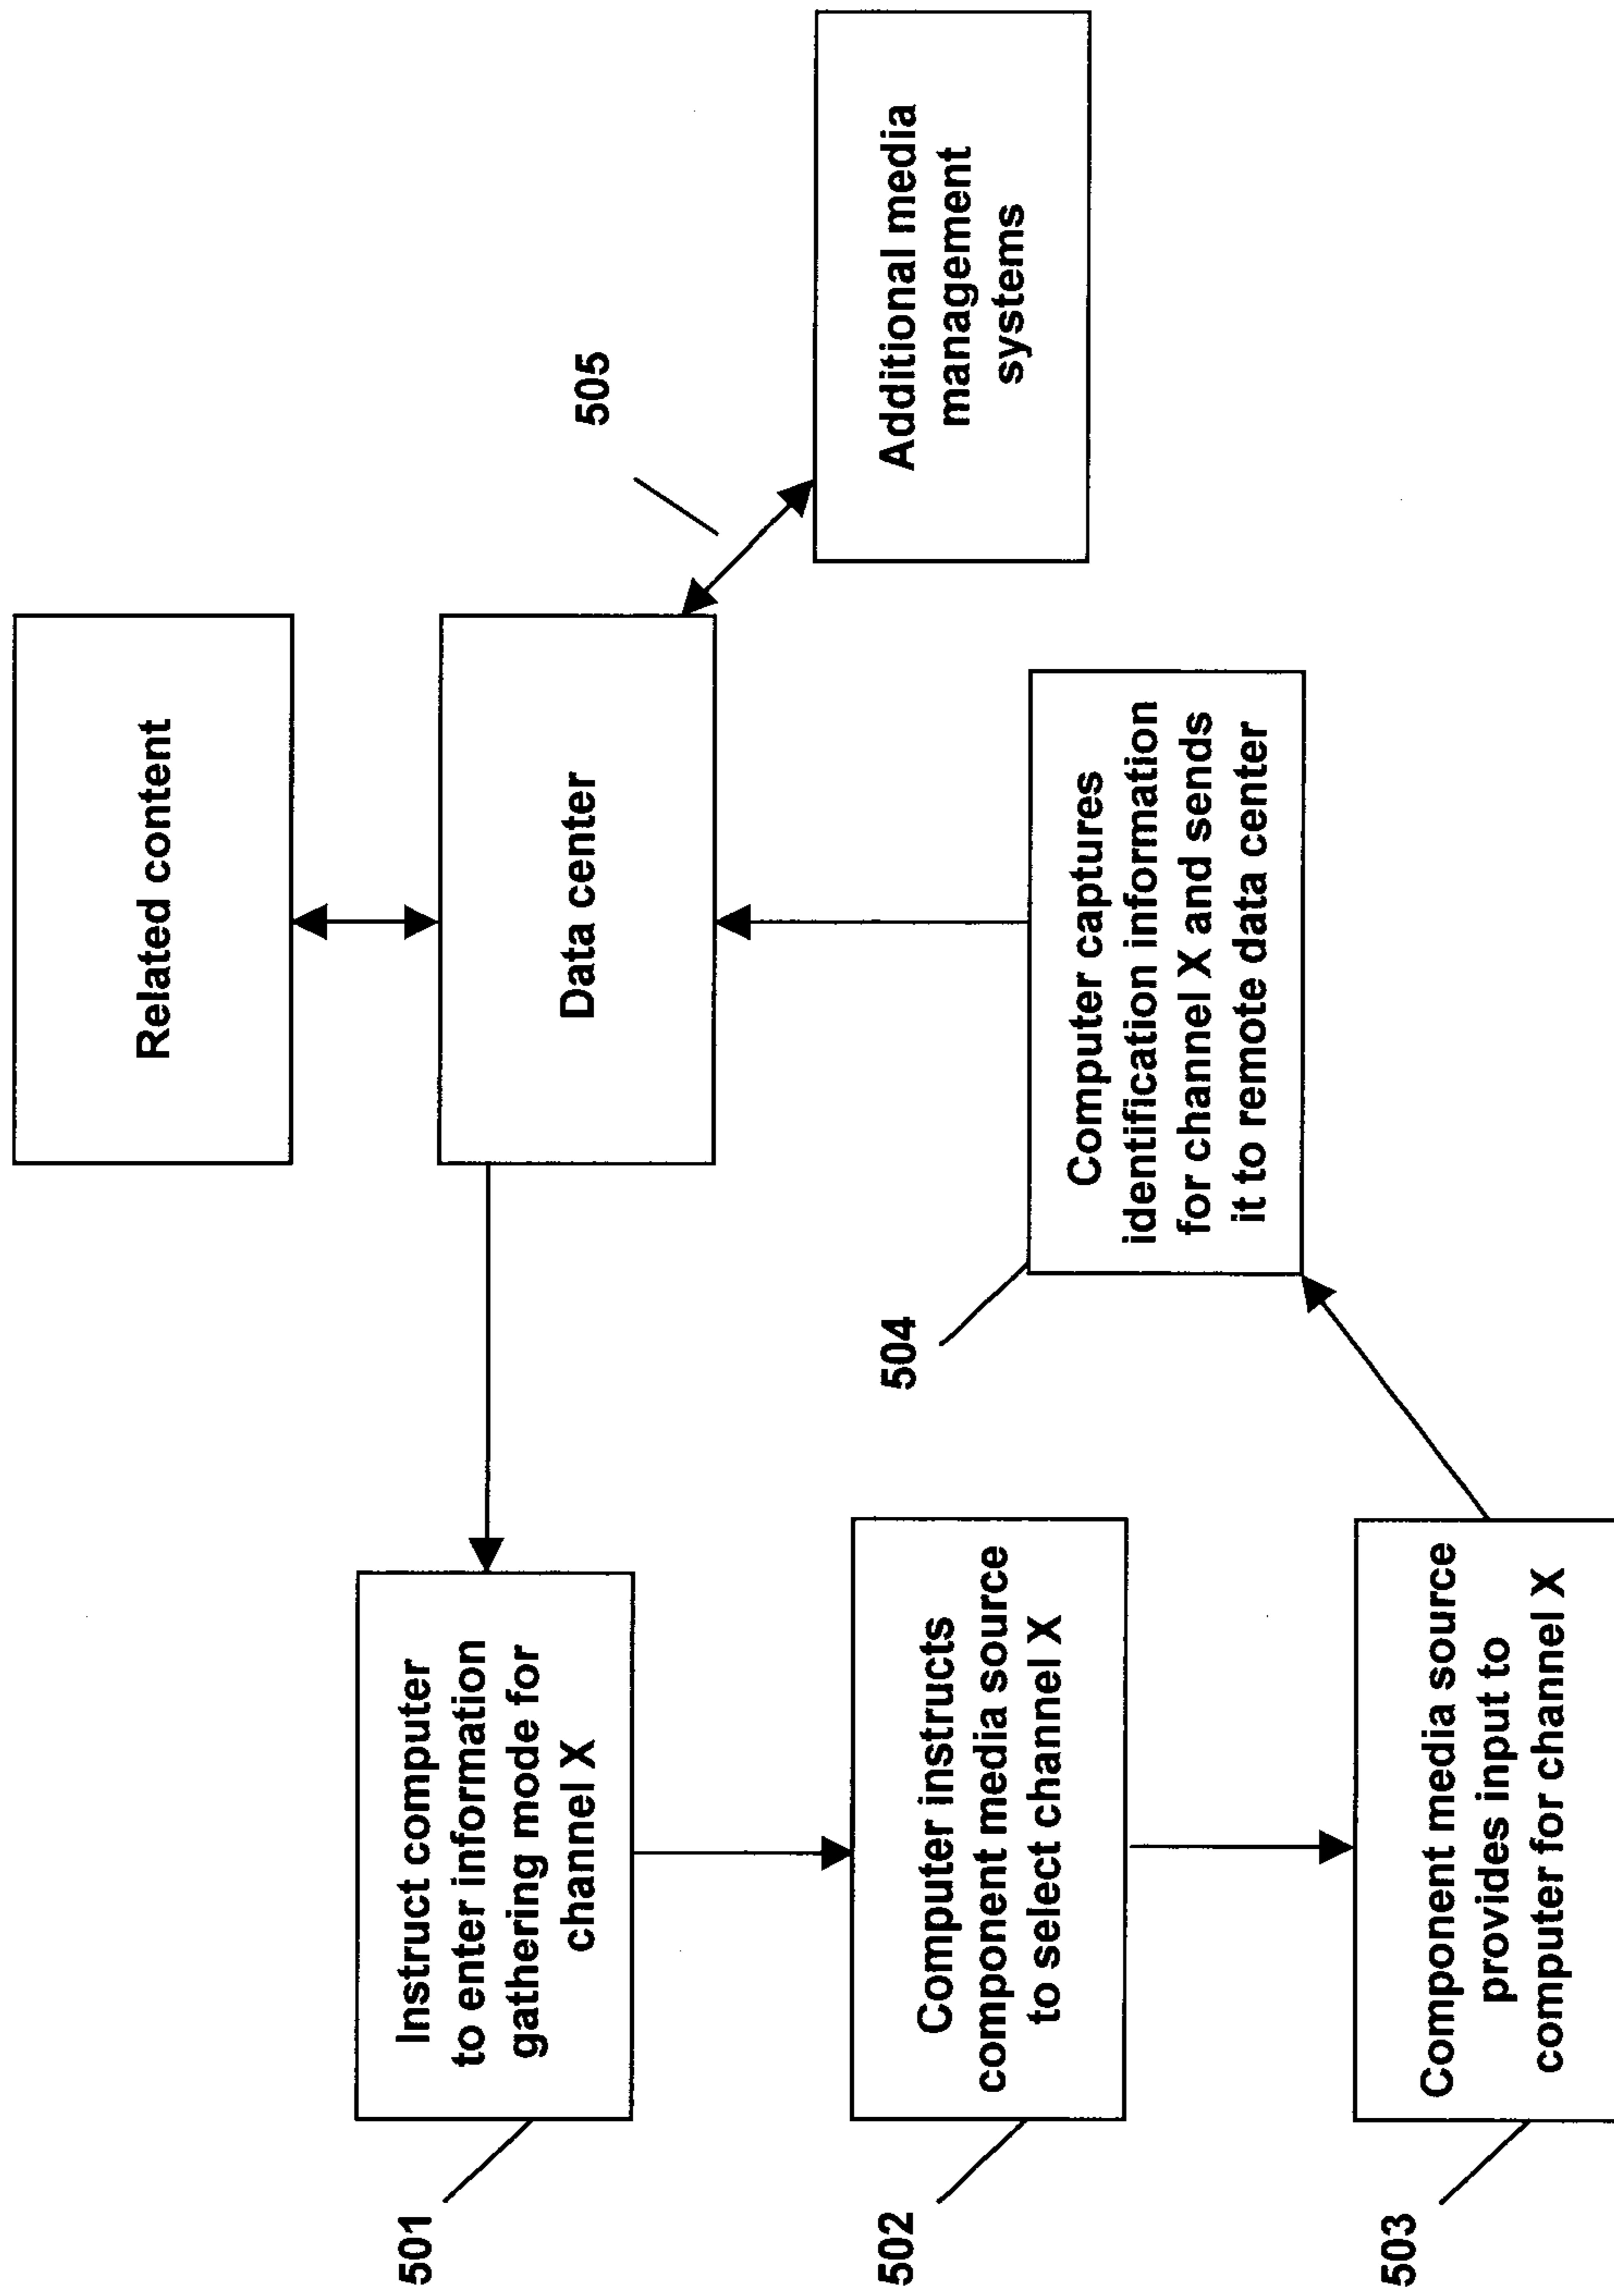 Related content
Data center
505
Additional media
management
systems
501
Instruct computer
to enter information
gathering mode for
channel X
502
Computer instructs
component media source
to select channel X
503
Component media source
provides input to
computer for channel X
504
Computer captures
identification information
for channel X and sends
it to remote data center